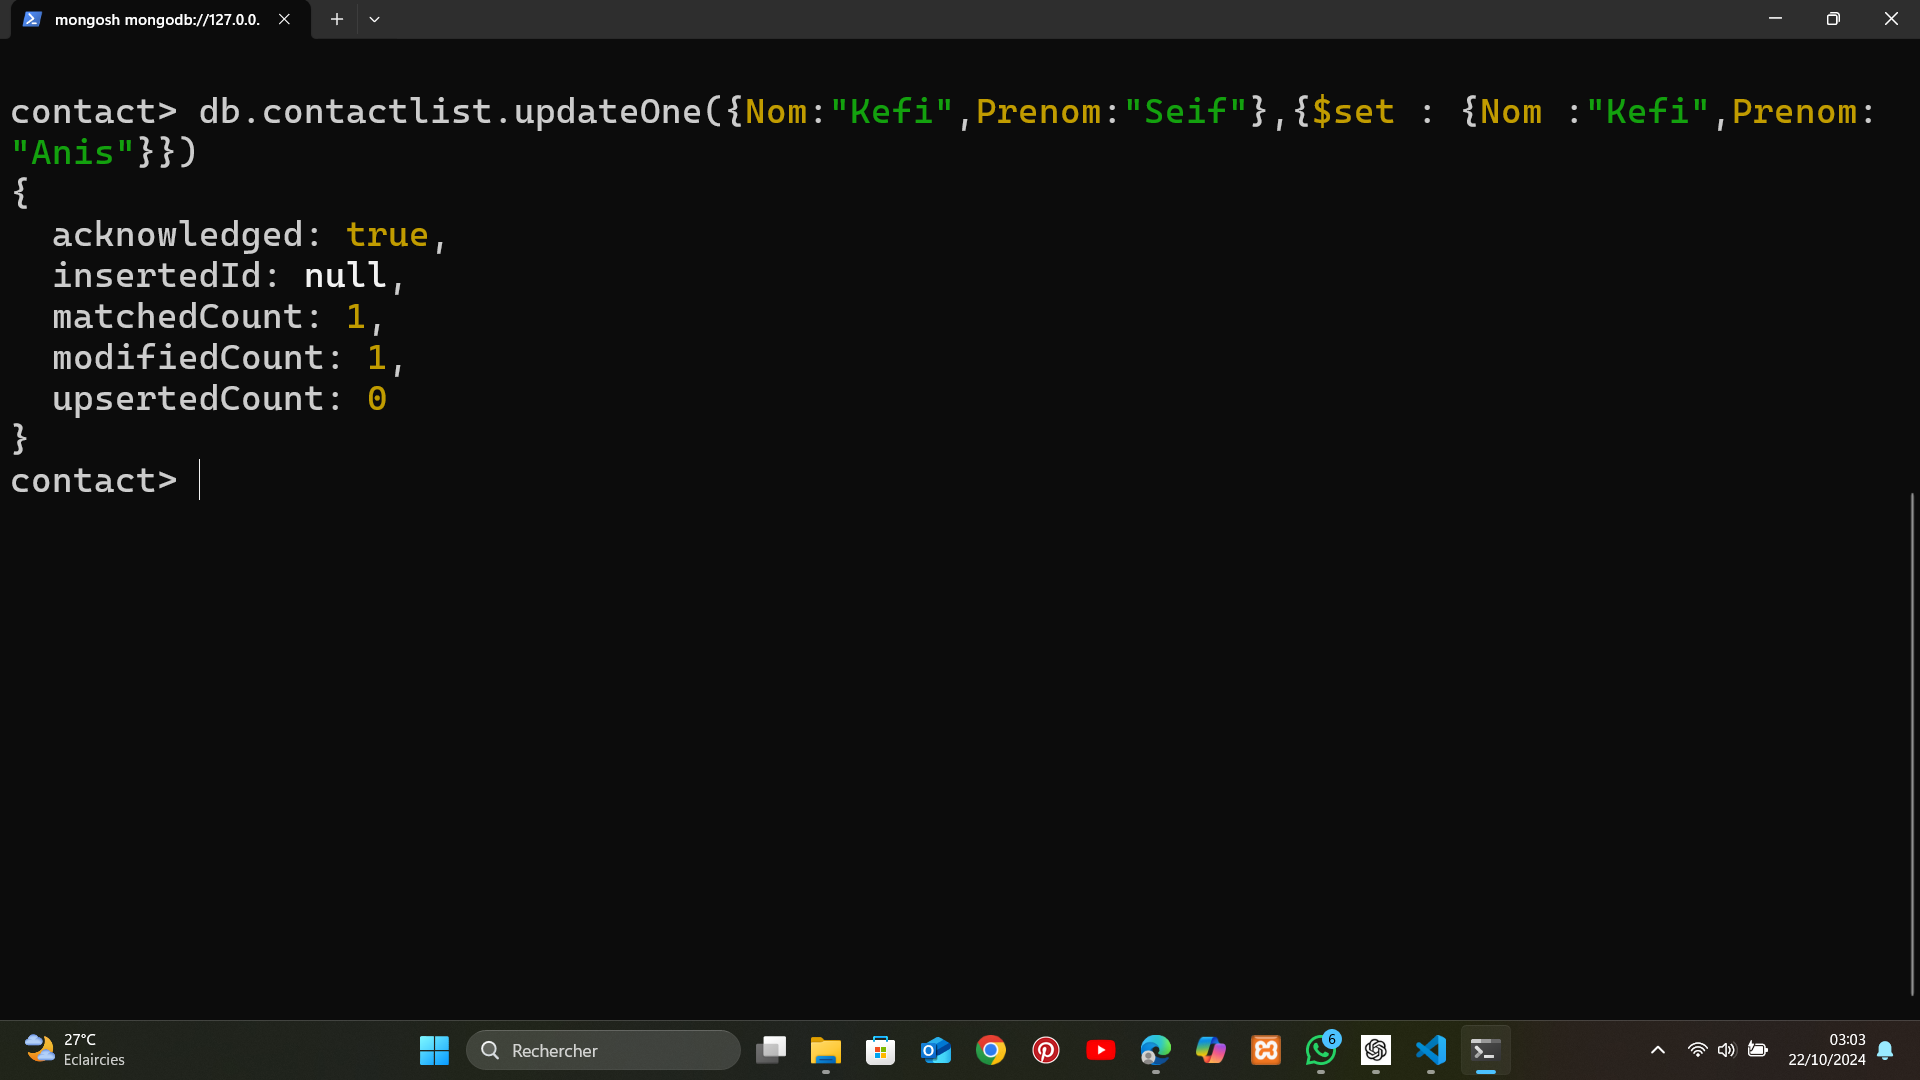 mongosh mongodb://127.0.0.
contact> db.contactlist.updateOne({Nom:"Kefi",Prenom:"Seif"},{$set : {Nom :"Kefi",Prenom:
"Anis"}})
{
  acknowledged: true,
  insertedId: null,
  matchedCount: 1,
  modifiedCount: 1,
  upsertedCount: 0
}
contact>
27°C
Eclaircies
Rechercher
6
03:03
22/10/2024